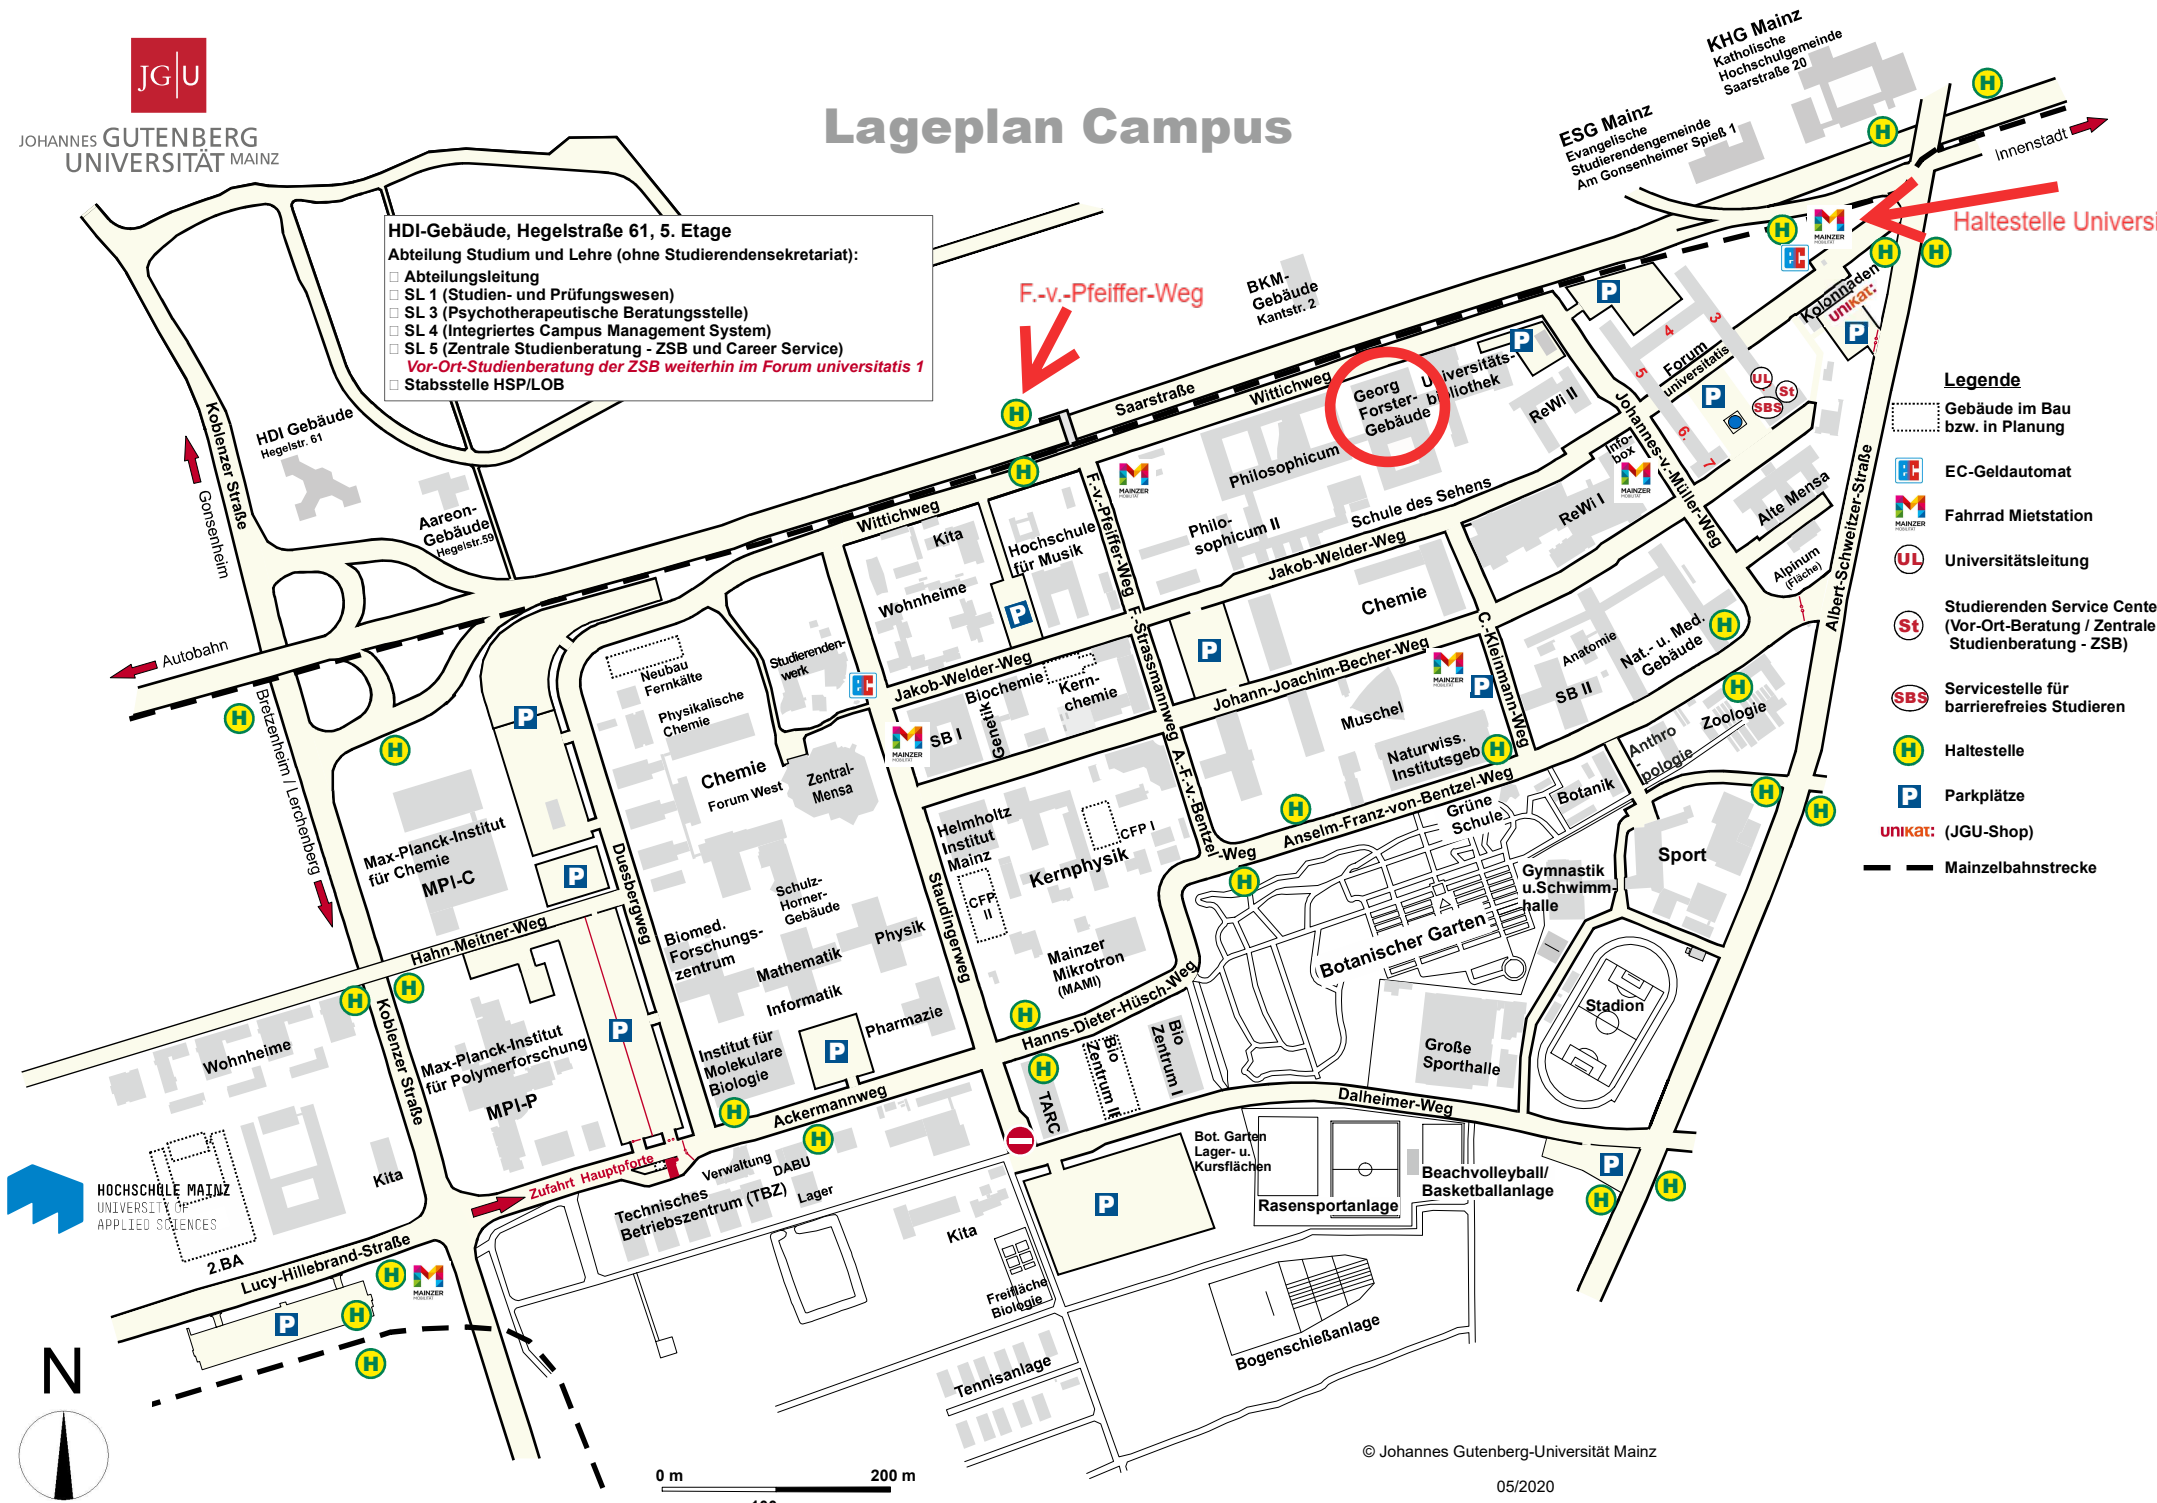 JG|U
JOHANNES GUTENBERG
UNIVERSITÄT MAINZ
Lageplan Campus
KHG Mainz
Katholische
Hochschulgemeinde
Saarstraße 20
ESG Mainz
Evangelische
Studierendengemeinde
Am Gonsenheimer Spieß 1
Innenstadt
Haltestelle Universi
HDI-Gebäude, Hegelstraße 61, 5. Etage
Abteilung Studium und Lehre (ohne Studierendensekretariat):
Abteilungsleitung
SL 1 (Studien- und Prüfungswesen)
SL 3 (Psychotherapeutische Beratungsstelle)
SL 4 (Integriertes Campus Management System)
SL 5 (Zentrale Studienberatung - ZSB und Career Service)
Vor-Ort-Studienberatung der ZSB weiterhin im Forum universitatis 1
Stabsstelle HSP/LOB
F.-v.-Pfeiffer-Weg
BKM-
Gebäude
Kantstr. 2
Saarstraße
Wittichweg
Georg
Forster-
Gebäude
Universitäts-
bibliothek
ReWi II
Philosophicum
Philo-
sophicum II
Schule des Sehens
Info-
box
ReWi I
Johannes-v.-Müller-Weg
Forum
universitatis
3
4
5
6.
7
UL
St
SBS
Kolonnaden
unikat:
Alte Mensa
Alpinum
(Fläche)
Albert-Schweitzer-Straße
Koblenzer Straße
Gonsenheim
HDI Gebäude
Hegelstr. 61
Aareon-
Gebäude
Hegelstr.59
Autobahn
Bretzenheim / Lerchenberg
Wittichweg
Kita
Wohnheime
Hochschule
für Musik
F.-v.-Pfeiffer-Weg
Jakob-Welder-Weg
Chemie
C.-Kleinmann-Weg
Anatomie
Nat.- u. Med.
Gebäude
SB II
Zoologie
Anthro
-pologie
Neubau
Fernkälte
Physikalische
Chemie
Studierenden-
werk
Jakob-Welder-Weg
SB I
Genetik
Biochemie
Kern-
chemie
F.-Strassmannweg
Johann-Joachim-Becher-Weg
Muschel
Naturwiss.
Institutsgeb.
A.-F.-v.-Bentzel
-Weg
Anselm-Franz-von-Bentzel-Weg
Grüne
Schule
Botanik
Chemie
Forum West
Zentral-
Mensa
Max-Planck-Institut
für Chemie
MPI-C
Duesbergweg
Schulz-
Horner-
Gebäude
Biomed.
Forschungs-
zentrum
Physik
Mathematik
Informatik
Pharmazie
Institut für
Molekulare
Biologie
Staudingerweg
Helmholtz
Institut
Mainz
CFP I
CFP
II
Kernphysik
Mainzer
Mikrotron
(MAMI)
Hanns-Dieter-Hüsch-Weg
Bio
Zentrum II
Bio
Zentrum I
TARC
Botanischer Garten
Gymnastik
u.Schwimm-
halle
Sport
Stadion
Große
Sporthalle
Dalheimer-Weg
Hahn-Meitner-Weg
Wohnheime
Koblenzer Straße
Max-Planck-Institut
für Polymerforschung
MPI-P
Kita
Ackermannweg
Zufahrt Hauptpforte
Verwaltung
DABU
Lager
Technisches
Betriebszentrum (TBZ)
HOCHSCHULE MAINZ
UNIVERSITY OF
APPLIED SCIENCES
2.BA
Lucy-Hillebrand-Straße
Kita
Freifläche
Biologie
Bot. Garten
Lager- u.
Kursflächen
Rasensportanlage
Beachvolleyball/
Basketballanlage
Bogenschießanlage
Tennisanlage
N
0 m
200 m
Legende
Gebäude im Bau
bzw. in Planung
EC-Geldautomat
MAINZER
MOBILITÄT
Fahrrad Mietstation
UL
Universitätsleitung
St
Studierenden Service Cente
(Vor-Ort-Beratung / Zentrale
Studienberatung - ZSB)
SBS
Servicestelle für
barrierefreies Studieren
H
Haltestelle
P
Parkplätze
unikat: (JGU-Shop)
Mainzelbahnstrecke
© Johannes Gutenberg-Universität Mainz
05/2020